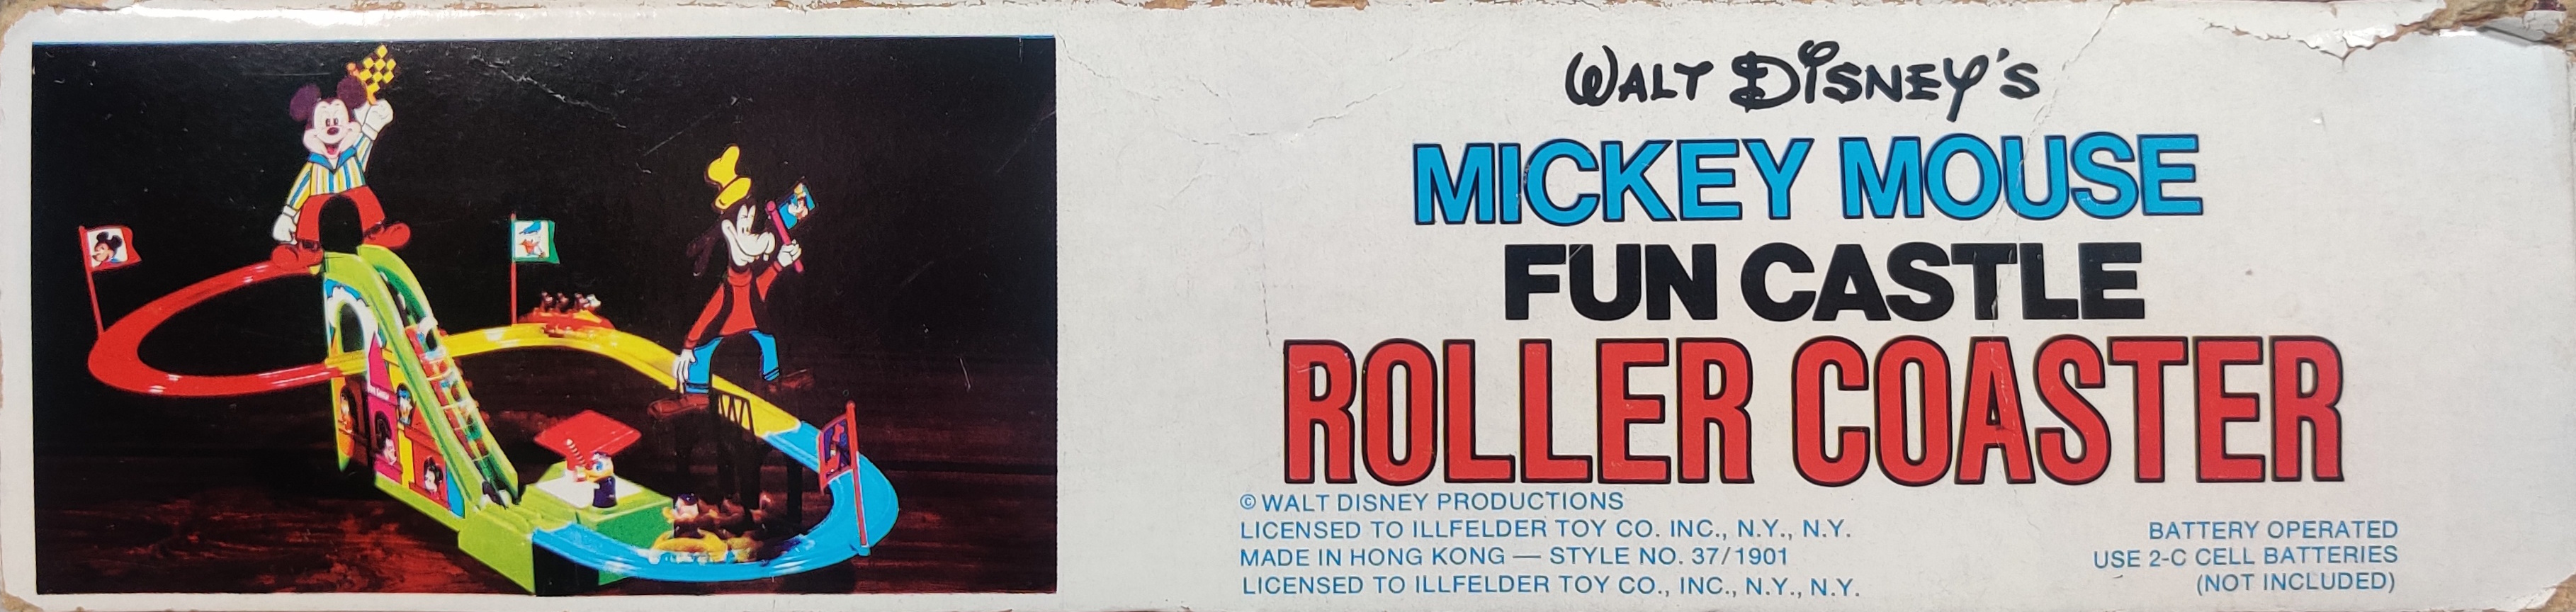 WALT DISNEY'S
MICKEY MOUSE
FUN CASTLE
ROLLER COASTER
© WALT DISNEY PRODUCTIONS
LICENSED TO ILLFELDER TOY CO. INC., N.Y., N.Y.
MADE IN HONG KONG — STYLE NO. 37/1901
LICENSED TO ILLFELDER TOY CO., INC., N.Y., N.Y.
BATTERY OPERATED
USE 2-C CELL BATTERIES
(NOT INCLUDED)